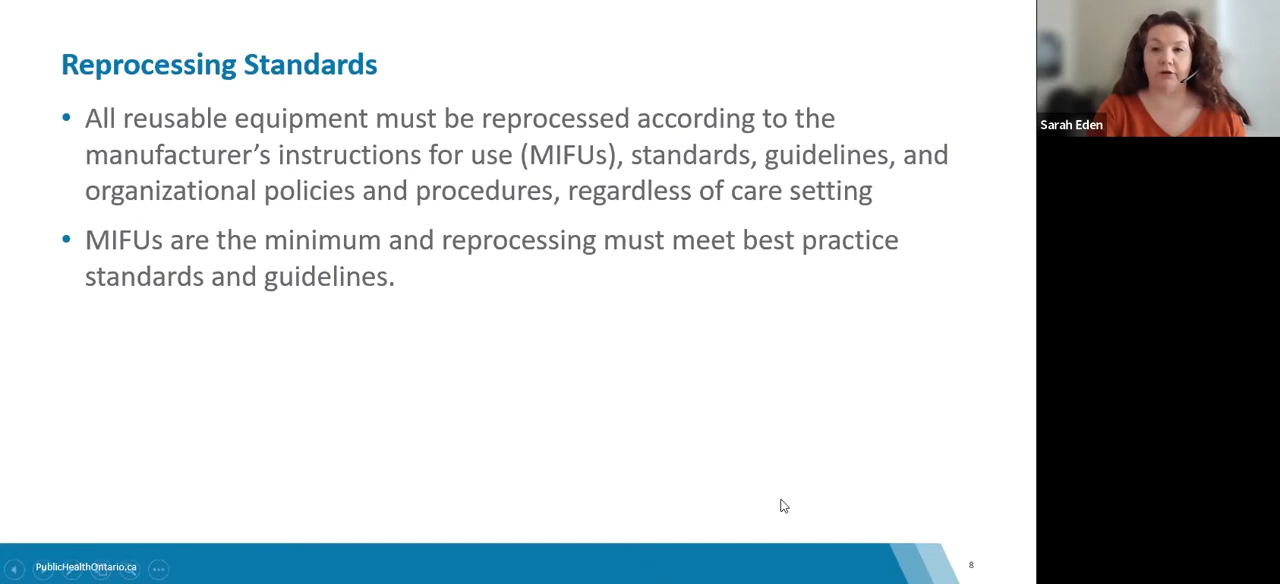 Reprocessing Standards
• All reusable equipment must be reprocessed according to the
manufacturer’s instructions for use (MIFUs), standards, guidelines, and
organizational policies and procedures, regardless of care setting
• MIFUs are the minimum and reprocessing must meet best practice
standards and guidelines.
Sarah Eden
PublicHealthOntario.ca
8